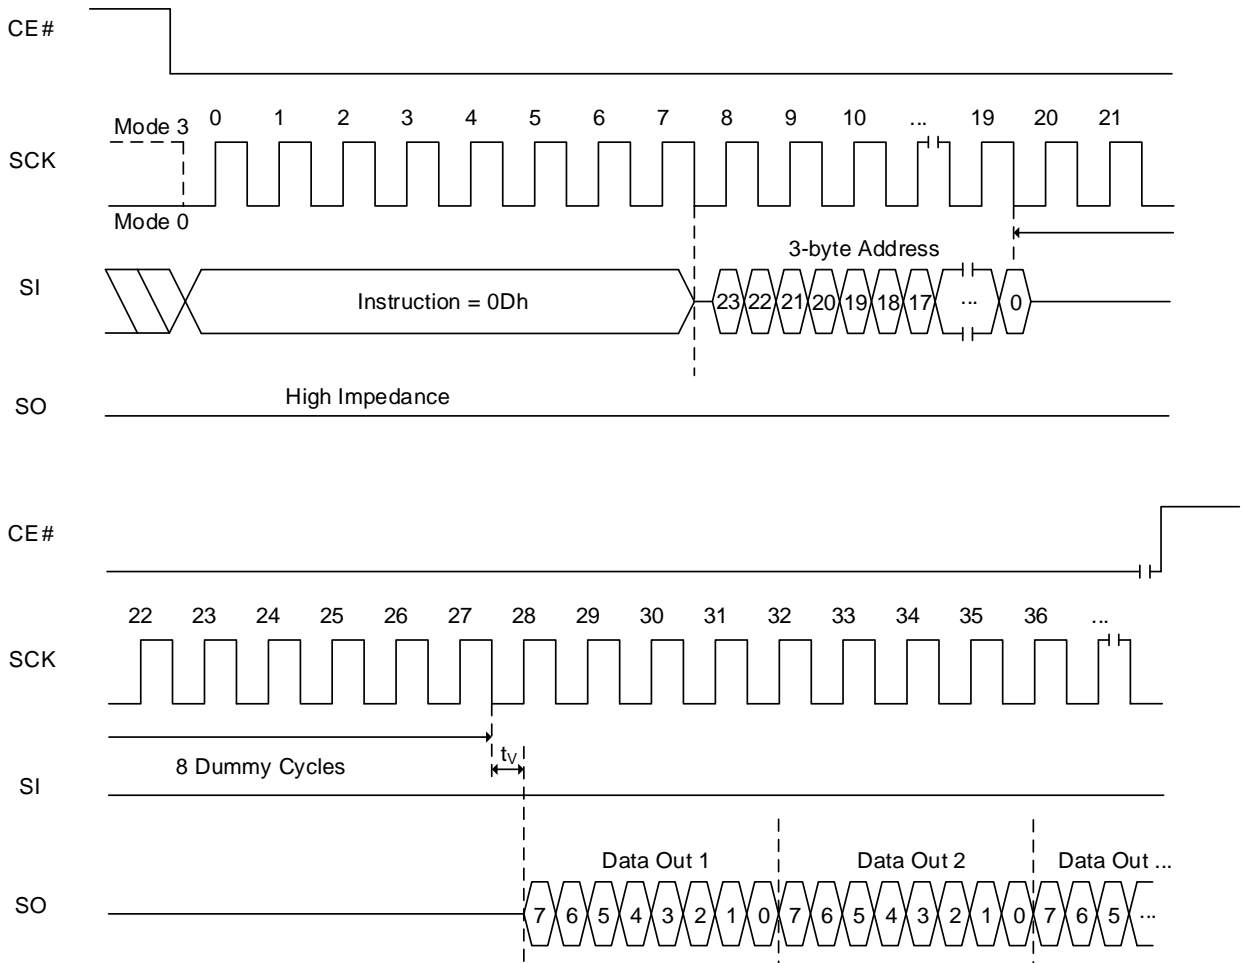 CE#
0 1 2 3 4 5 6 7 8 9 10 ... 19 20 21
Mode 3
SCK
Mode 0
3-byte Address
SI
Instruction = 0Dh
23 22 21 20 19 18 17 ... 0
High Impedance
SO
CE#
22 23 24 25 26 27 28 29 30 31 32 33 34 35 36 ...
SCK
8 Dummy Cycles
tV
SI
Data Out 1 Data Out 2 Data Out ...
SO
7 6 5 4 3 2 1 0 7 6 5 4 3 2 1 0 7 6 5 ...